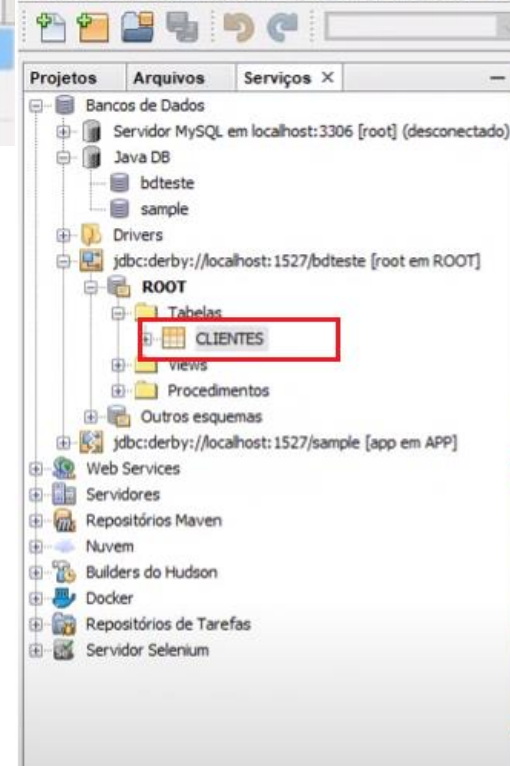 Projetos Arquivos Serviços ×
Bancos de Dados
Servidor MySQL em localhost:3306 [root] (desconectado)
Java DB
bdteste
sample
Drivers
jdbc:derby://localhost:1527/bdteste [root em ROOT]
ROOT
Tabelas
CLIENTES
Views
Procedimentos
Outros esquemas
jdbc:derby://localhost:1527/sample [app em APP]
Web Services
Servidores
Repositórios Maven
Nuvem
Builders do Hudson
Docker
Repositórios de Tarefas
Servidor Selenium